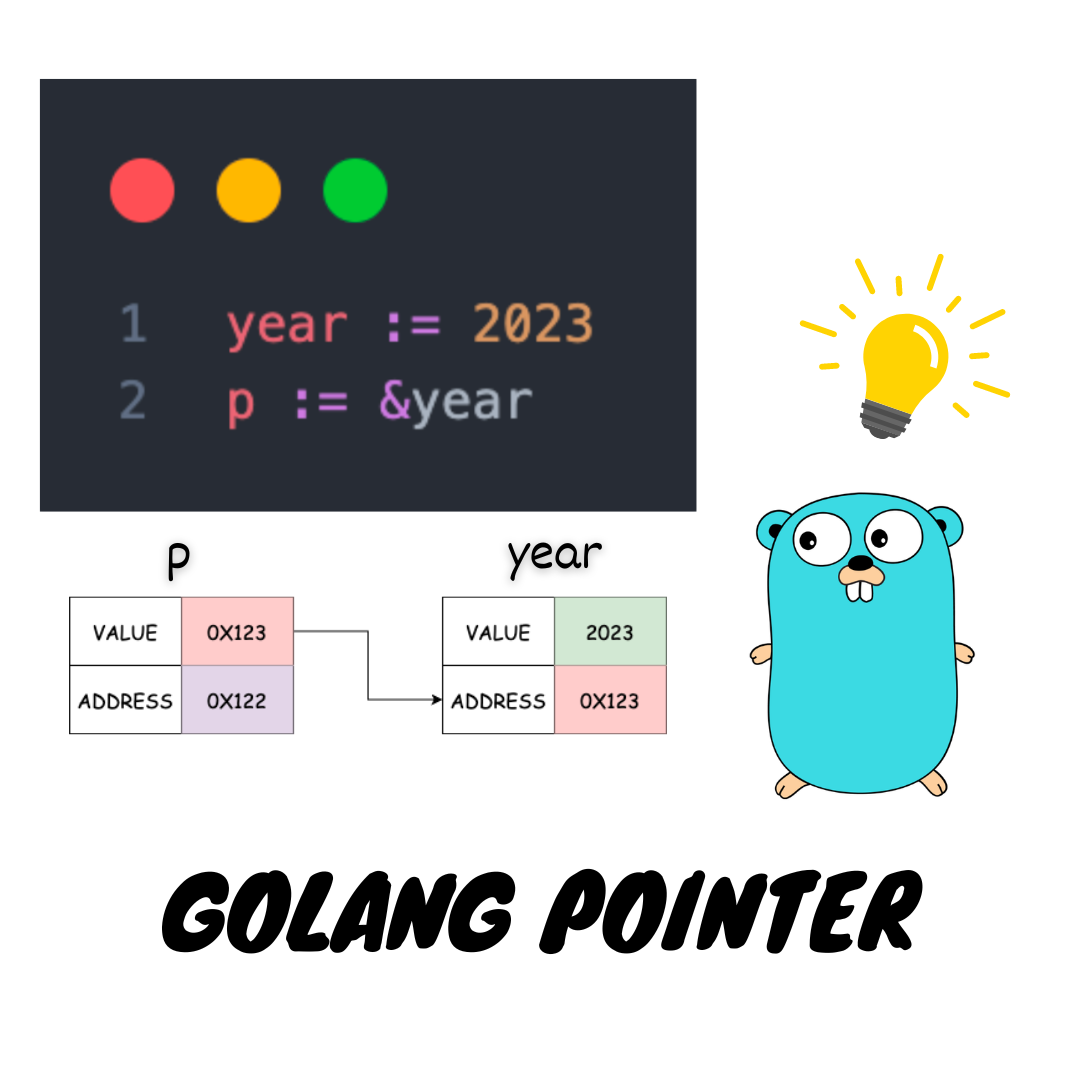 1 year := 2023
2 p := &year
p year
VALUE 0X123 VALUE 2023
ADDRESS 0X122 ADDRESS 0X123
GOLANG POINTER